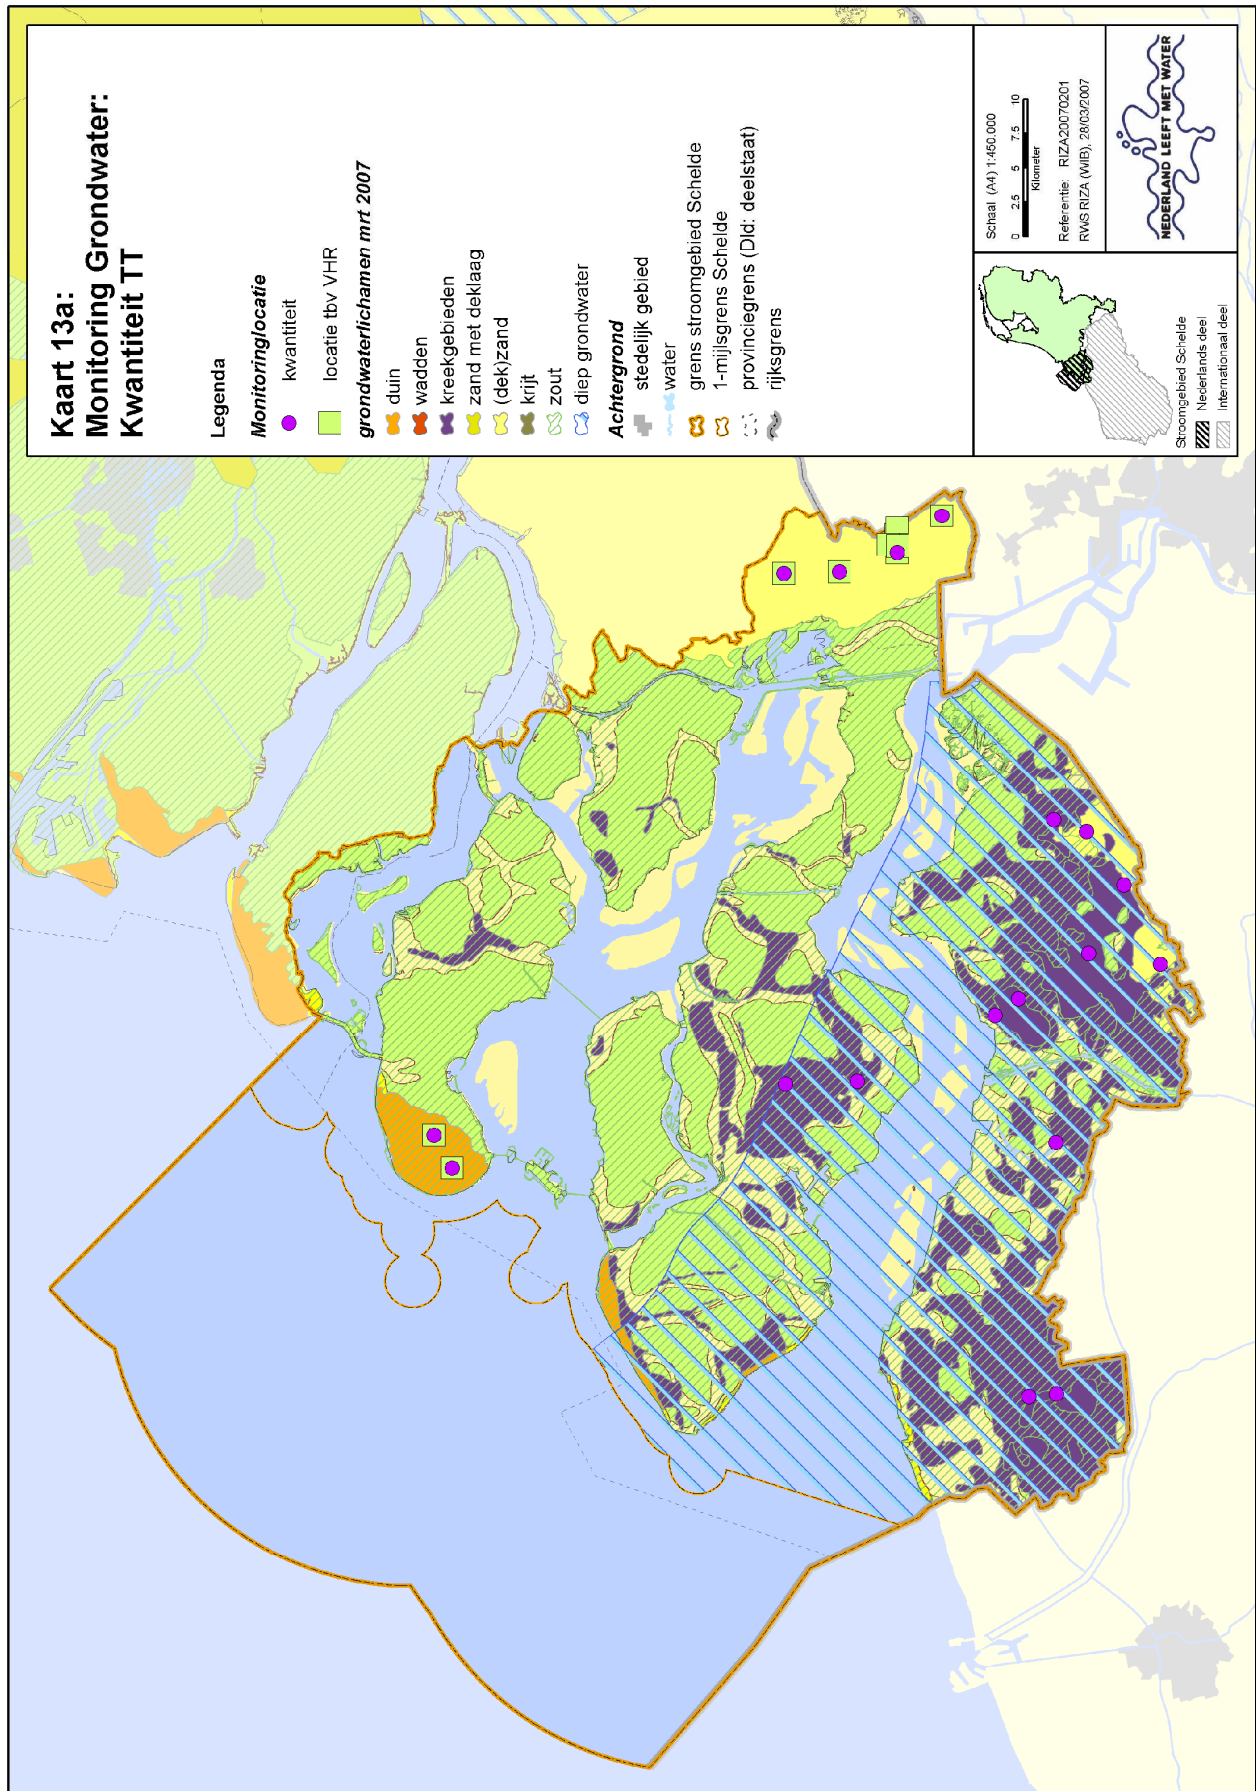 Kaart 13a:
Monitoring Grondwater:
Kwantiteit TT
Legenda
Monitoringlocatie
kwantiteit
locatie tbv VHR
grondwaterlichamen mrt 2007
duin
wadden
kreekgebieden
zand met deklaag
(dek)zand
krijt
zout
diep grondwater
Achtergrond
stedelijk gebied
water
grens stroomgebied Schelde
1-mijlsgrens Schelde
provinciegrens (Dld: deelstaat)
rijksgrens
Stroomgebied Schelde
Nederlands deel
Internationaal deel
Schaal (A4) 1:450.000
0 2.5 5 7.5 10
Kilometer
Referentie: RIZA20070201
RWS RIZA (WIB), 28/03/2007
NEDERLAND LEEFT MET WATER